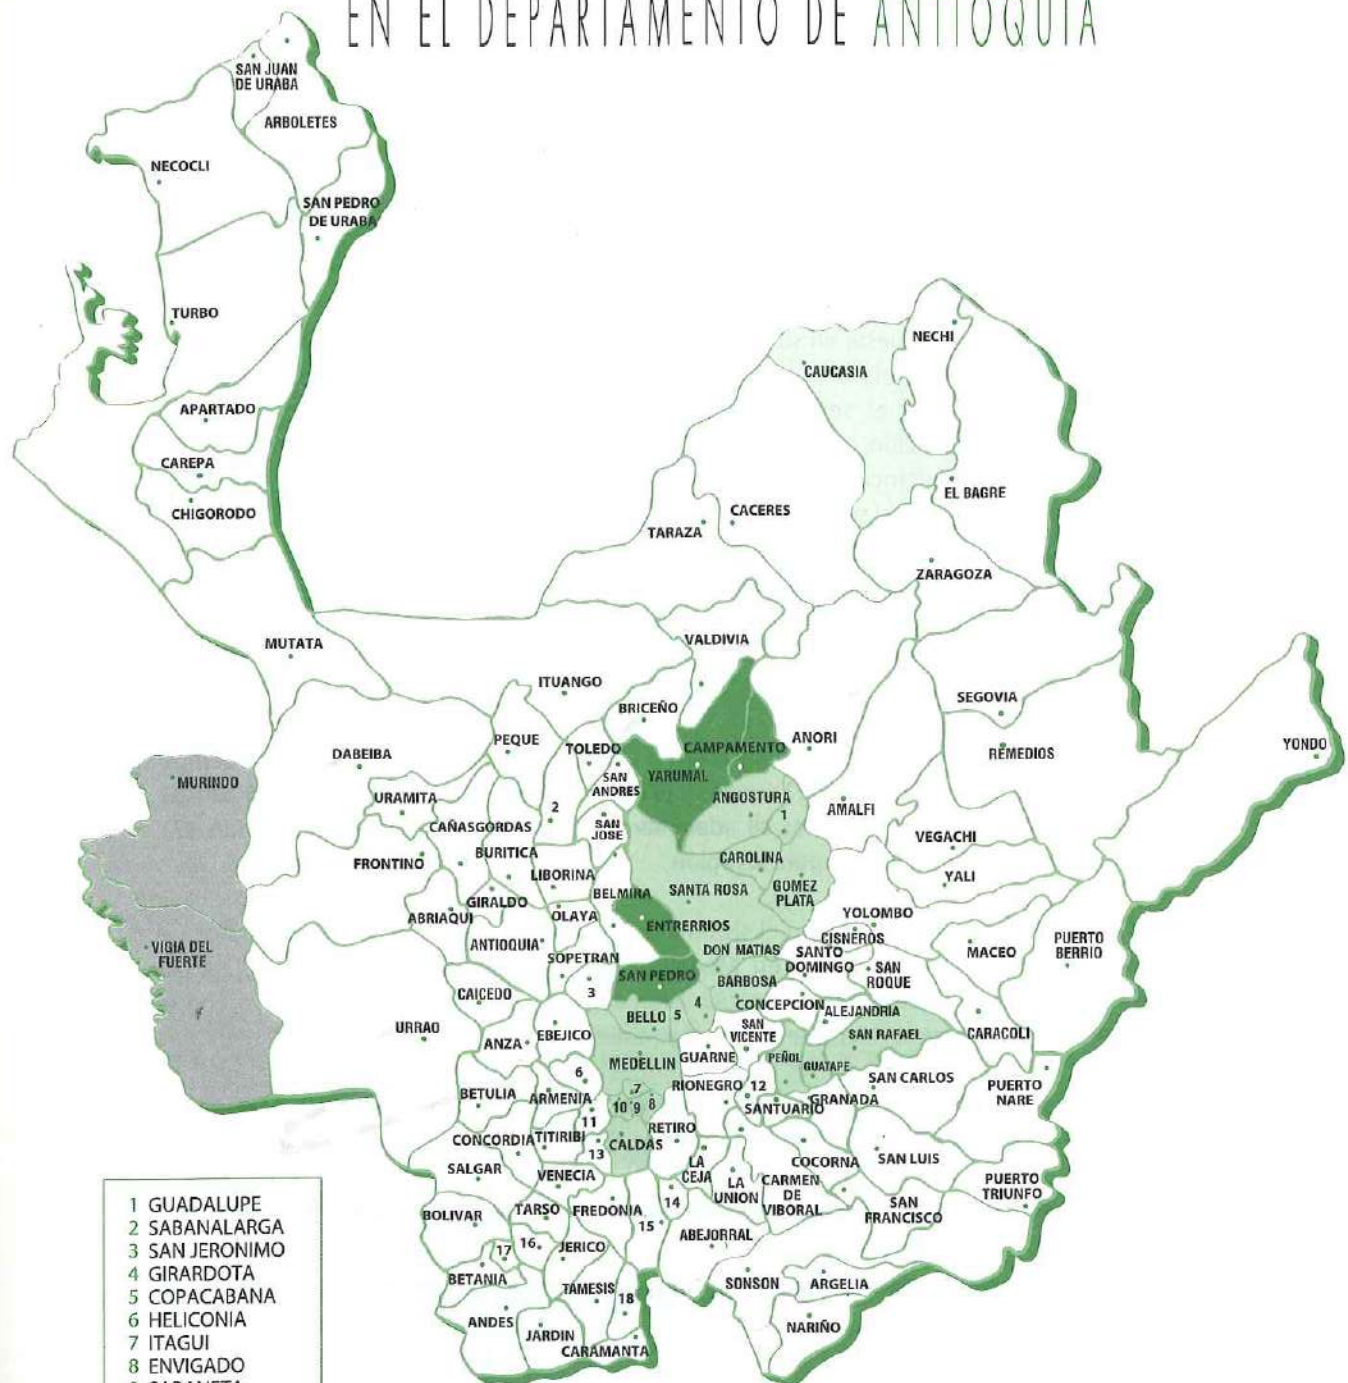 EN EL DEPARTAMENTO DE ANTIOQUIA
SAN JUAN
DE URABA
ARBOLETES
NECOCLI
SAN PEDRO
DE URABA
TURBO
NECHI
CAUCASIA
APARTADO
CAREPA
CHIGORODO
EL BAGRE
CACERES
TARAZA
ZARAGOZA
MUTATA
VALDIVIA
ITUANGO
BRICEÑO
SEGOVIA
PEQUE
TOLEDO
CAMPAMENTO
ANORI
YONDO
DABEIBA
REMEDIOS
MURINDO
SAN
ANDRES
YARUMAL
URAMITA
2
ANGOSTURA
1
AMALFI
CAÑASGORDAS
SAN
JOSE
VEGACHI
FRONTINO
BURITICA
CAROLINA
LIBORINA
YALI
BELMIRA
SANTA ROSA
GOMEZ
PLATA
GIRALDO
ABRIAQUI
OLAYA
YOLOMBO
ENTRERRIOS
CISNEROS
ANTIOQUIA
VIGIA DEL
FUERTE
SOPETRAN
DON MATIAS
SANTO
DOMINGO
MACEO
PUERTO
BERRIO
SAN
ROQUE
SAN PEDRO
BARBOSA
3
CAICEDO
4
CONCEPCION
ALEJANDRIA
BELLO
5
URRAO
ANZA
EBEJICO
SAN
VICENTE
SAN RAFAEL
CARACOLI
MEDELLIN
GUARNE
PEÑOL
GUATAPE
6
SAN CARLOS
BETULIA
ARMENIA
7
RIONEGRO
12
GRANADA
PUERTO
NARE
10
9
8
SANTUARIO
11
RETIRO
CONCORDIA
TITIRIBI
CALDAS
13
SALGAR
VENECIA
LA
CEJA
COCORNA
SAN LUIS
LA
UNION
CARMEN
DE
VIBORAL
PUERTO
TRIUNFO
BOLIVAR
TARSO
FREDONIA
14
SAN
FRANCISCO
15
ABEJORRAL
17
16
JERICO
BETANIA
TAMESIS
18
SONSON
ARGELIA
ANDES
JARDIN
NARIÑO
CARAMANTA
1 GUADALUPE
2 SABANALARGA
3 SAN JERONIMO
4 GIRARDOTA
5 COPACABANA
6 HELICONIA
7 ITAGUI
8 ENVIGADO